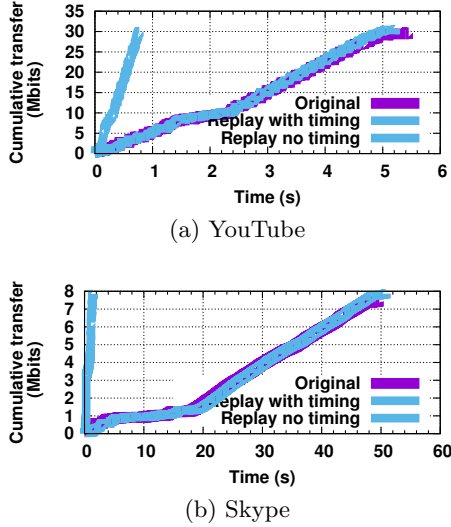 Cumulative transfer
(Mbits)
35
30
25
20
15
10
5
0
Original
Replay with timing
Replay no timing
0 1 2 3 4 5 6
Time (s)
(a) YouTube
Cumulative transfer
(Mbits)
8
7
6
5
4
3
2
1
0
Original
Replay with timing
Replay no timing
0 10 20 30 40 50 60
Time (s)
(b) Skype